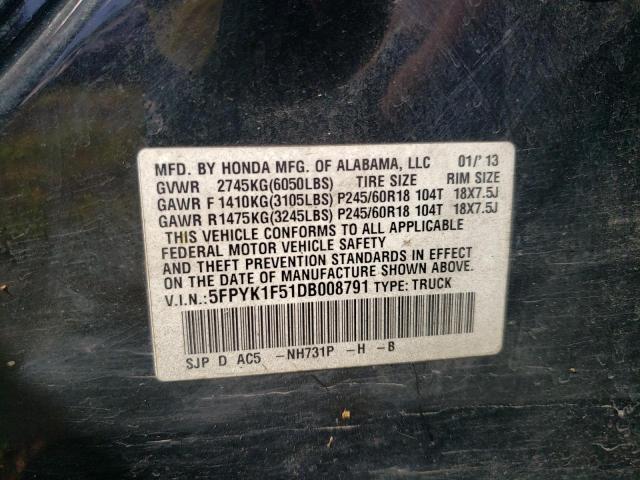 MFD. BY HONDA MFG. OF ALABAMA, LLC 01/'13
GVWR 2745KG(6050LBS) TIRE SIZE RIM SIZE
GAWR F 1410KG(3105LBS) P245/60R18 104T 18X7.5J
GAWR R1475KG(3245LBS) P245/60R18 104T 18X7.5J
THIS VEHICLE CONFORMS TO ALL APPLICABLE
FEDERAL MOTOR VEHICLE SAFETY
AND THEFT PREVENTION STANDARDS IN EFFECT
ON THE DATE OF MANUFACTURE SHOWN ABOVE.
V.I.N.:5FPYK1F51DB008791 TYPE: TRUCK
SJP D AC5 -NH731P -H -B